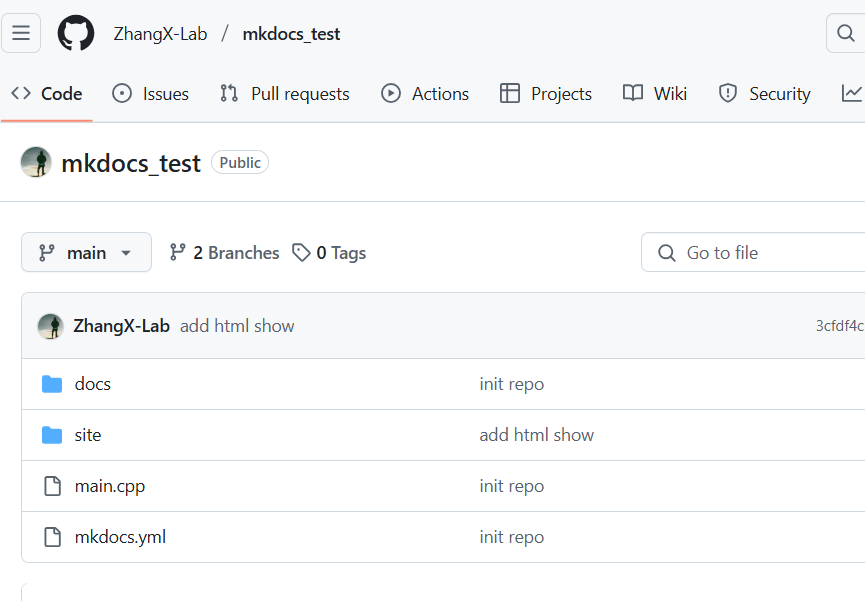 ZhangX-Lab / mkdocs_test
Code Issues Pull requests Actions Projects Wiki Security
mkdocs_test Public
main 2 Branches 0 Tags Go to file
ZhangX-Lab add html show 3cfdf4c
docs init repo
site add html show
main.cpp init repo
mkdocs.yml init repo